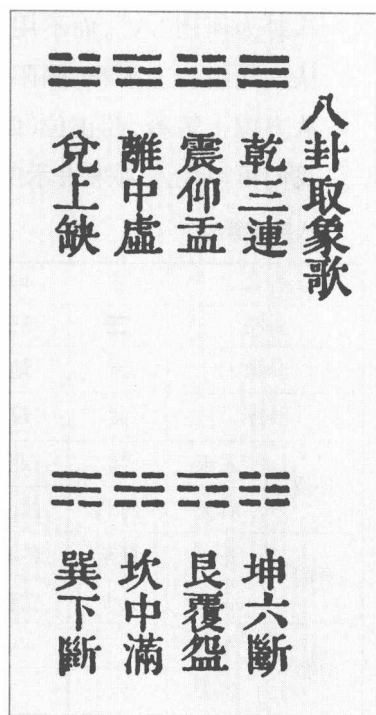 八卦取象歌
☰ ☷
乾三連 坤六斷
☳ ☶
震仰盂 艮覆盌
☲ ☵
離中虛 坎中滿
☱ ☴
兌上缺 巽下斷